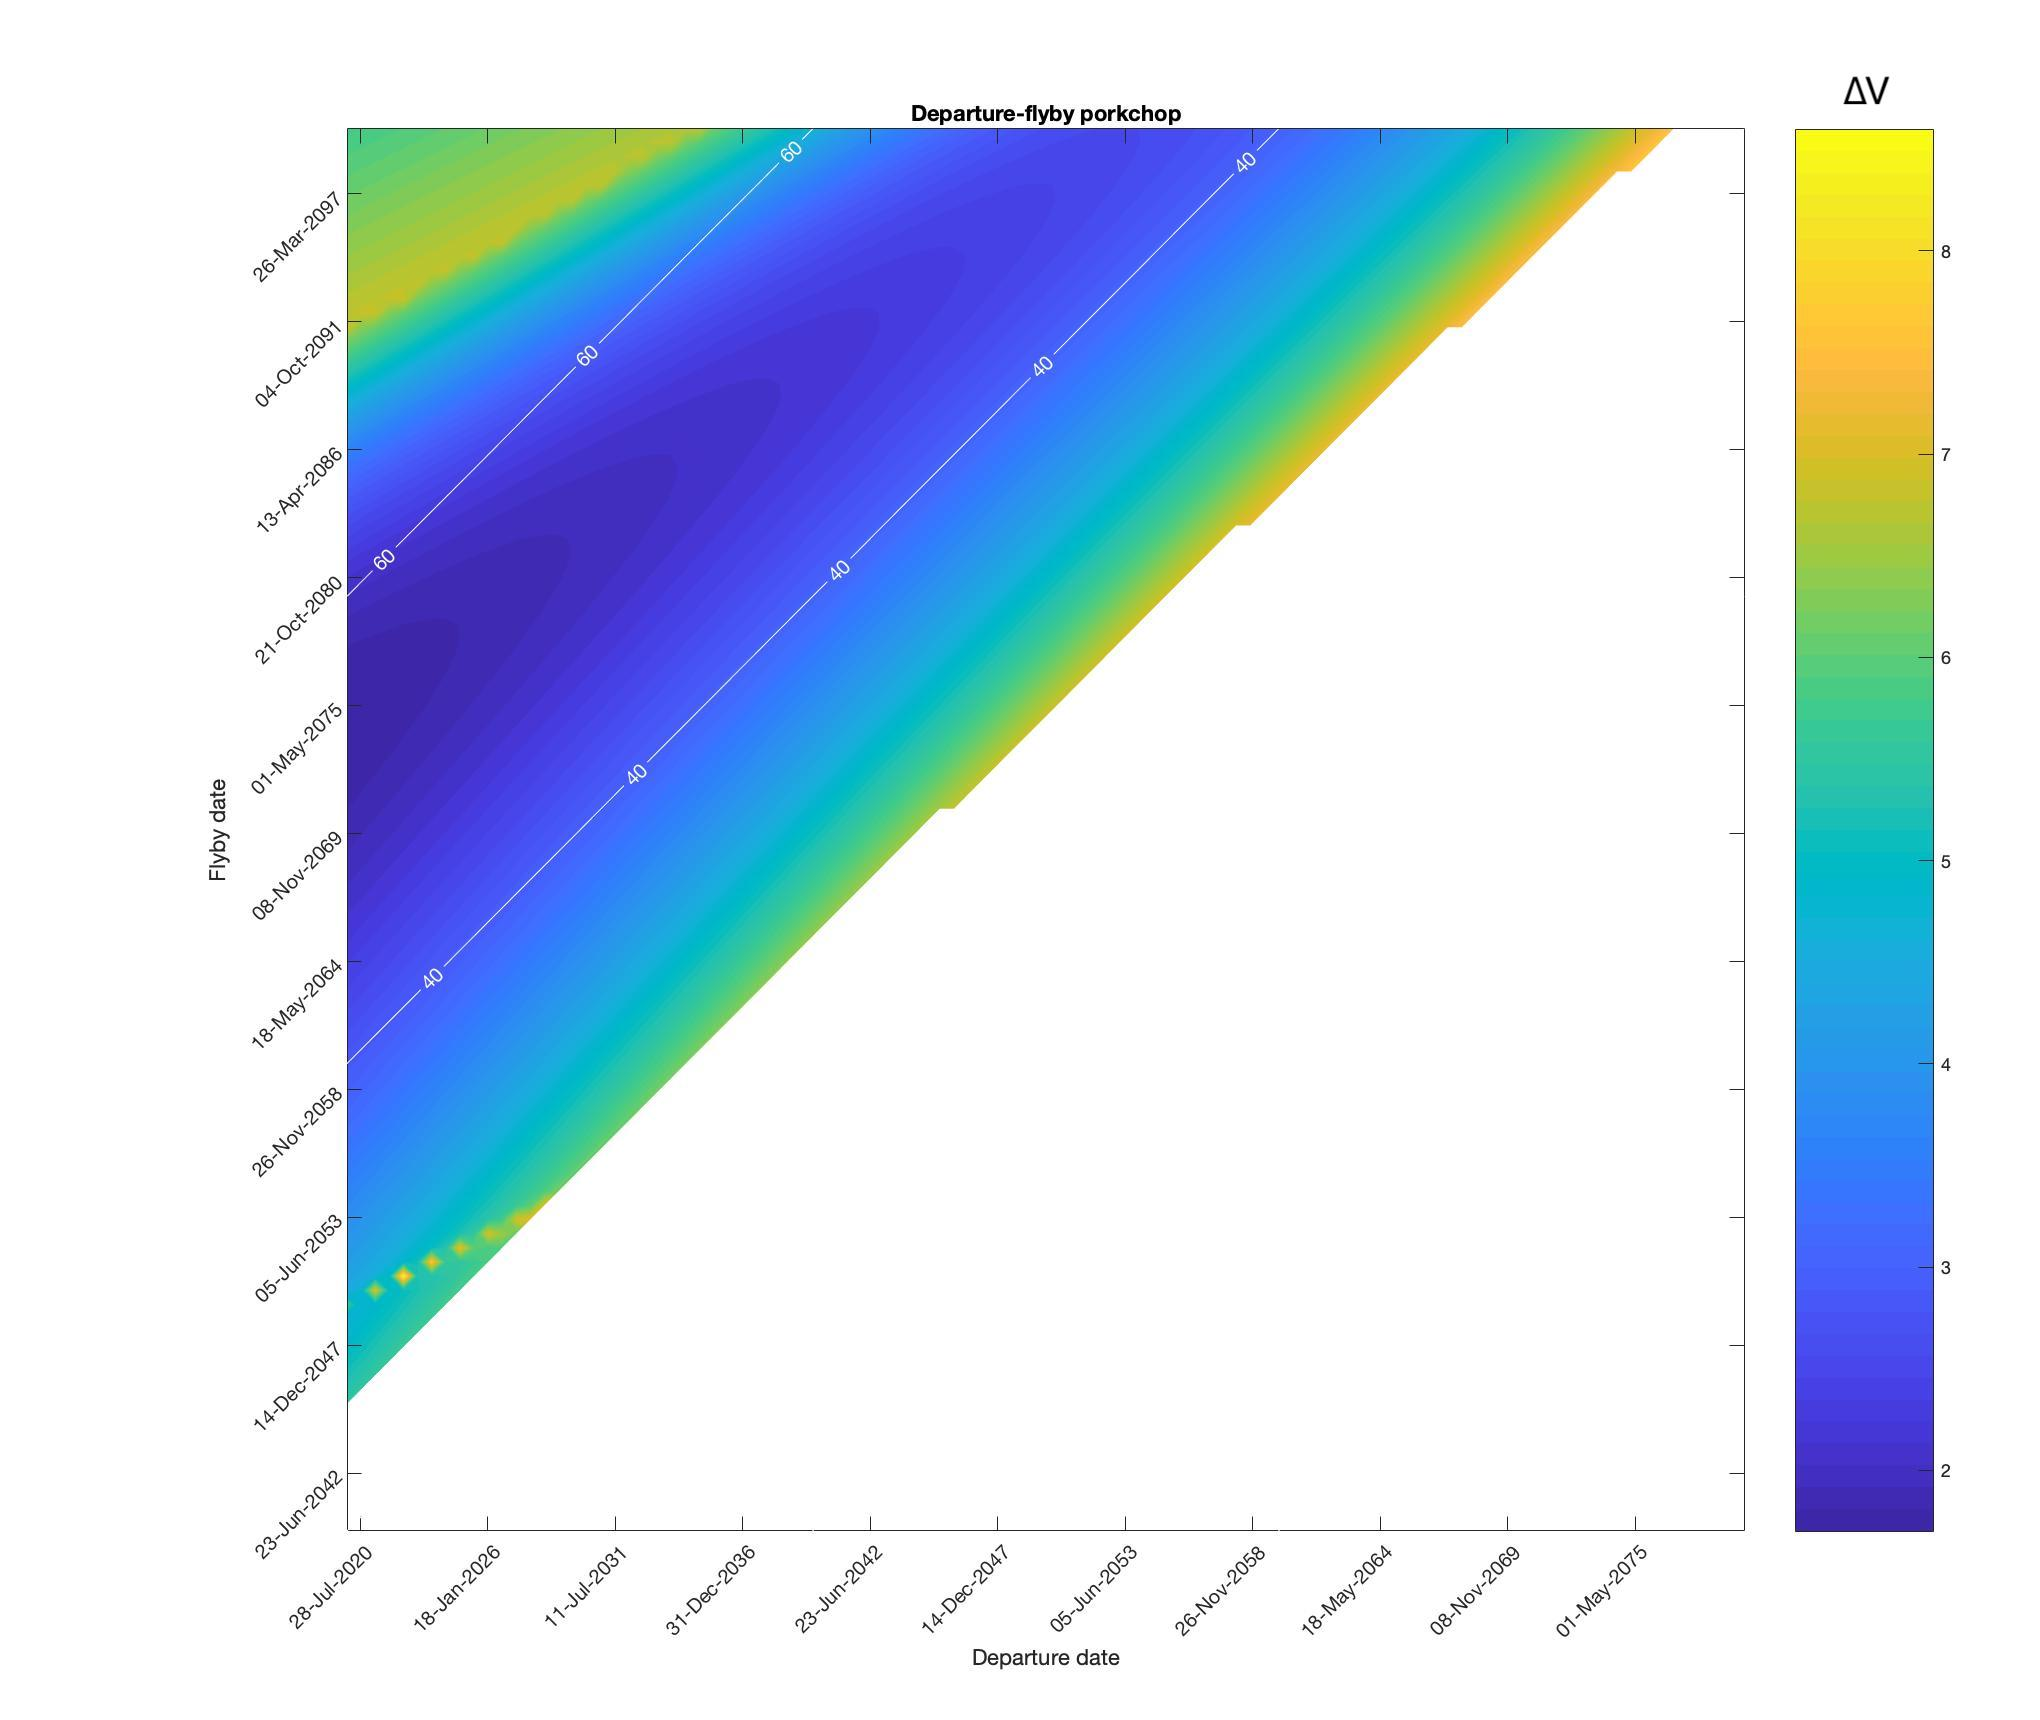 ΔV
Departure-flyby porkchop
60
60
60
40
40
40
40
40
8
7
6
5
4
3
2
Flyby date
26-Mar-2097
04-Oct-2091
13-Apr-2086
21-Oct-2080
01-May-2075
08-Nov-2069
18-May-2064
26-Nov-2058
05-Jun-2053
14-Dec-2047
23-Jun-2042
28-Jul-2020
18-Jan-2026
11-Jul-2031
31-Dec-2036
23-Jun-2042
14-Dec-2047
05-Jun-2053
26-Nov-2058
18-May-2064
08-Nov-2069
01-May-2075
Departure date